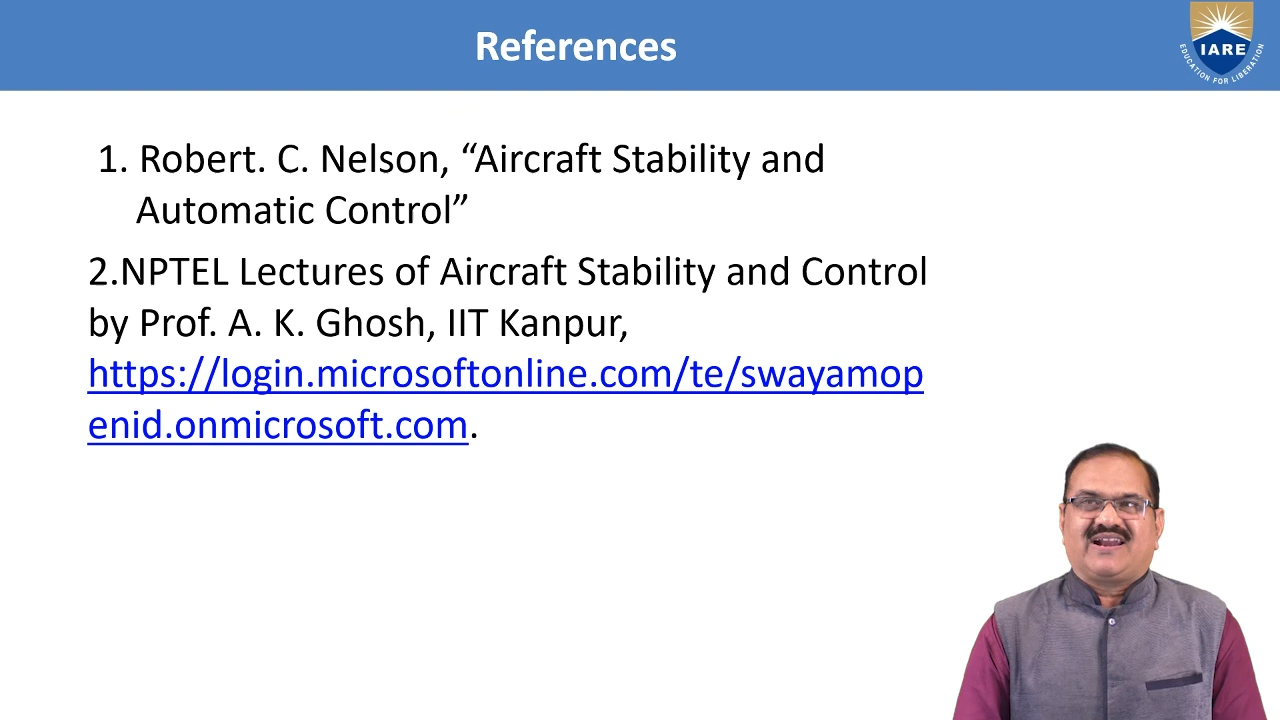 References
IARE
EDUCATION FOR LIBERATION
1. Robert. C. Nelson, “Aircraft Stability and
Automatic Control”
2.NPTEL Lectures of Aircraft Stability and Control
by Prof. A. K. Ghosh, IIT Kanpur,
https://login.microsoftonline.com/te/swayamop
enid.onmicrosoft.com.